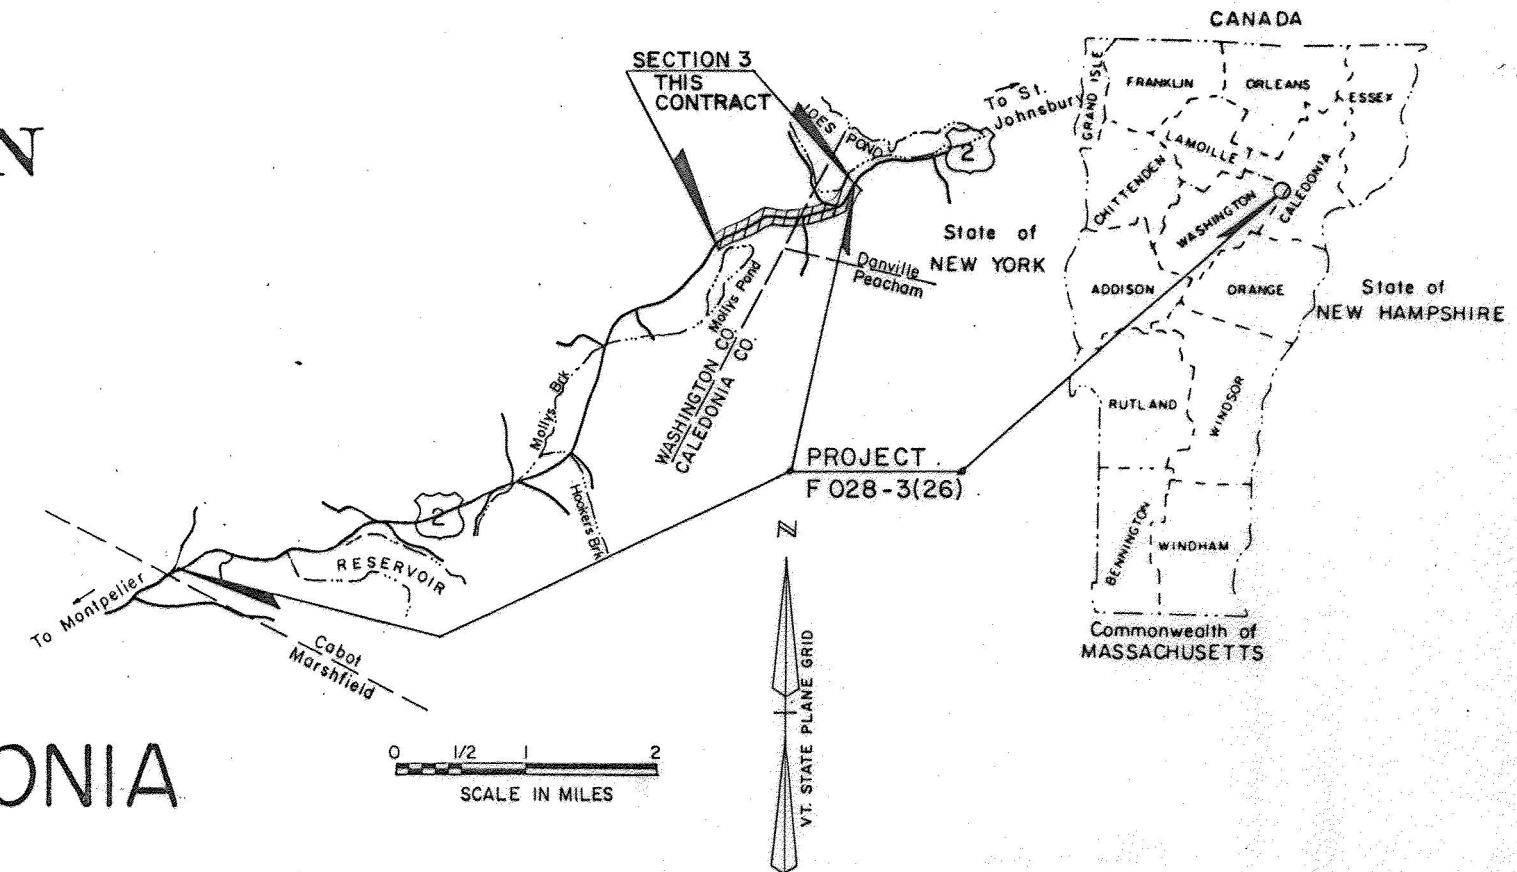 N
ONIA
SECTION 3
THIS
CONTRACT
JOES POND
To St.
Johnsbury
2
State of
NEW YORK
Danville
Peacham
Mollys Pond
WASHINGTON CO.
CALEDONIA CO.
Mollys Brk
Hookers Brk
2
RESERVOIR
To Montpelier
Cabot
Marshfield
PROJECT
F 028-3(26)
0 1/2 1 2
SCALE IN MILES
N
VT. STATE PLANE GRID
CANADA
GRAND ISLE
FRANKLIN
ORLEANS
ESSEX
LAMOILLE
CHITTENDEN
WASHINGTON
CALEDONIA
ADDISON
ORANGE
State of
NEW HAMPSHIRE
RUTLAND
WINDSOR
BENNINGTON
WINDHAM
Commonwealth of
MASSACHUSETTS